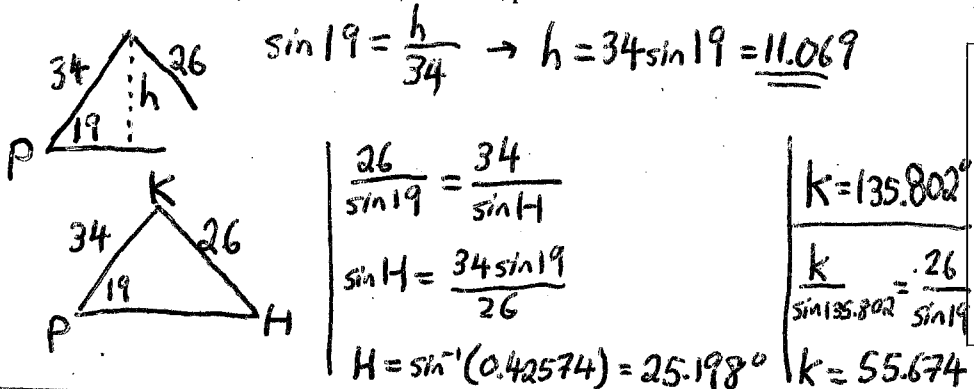 sin 19 = h/34 → h = 34 sin 19 = 11.069
34
26
h
19
P
K
34
26
19
P
H
26/sin 19 = 34/sin H
sin H = 34 sin 19/26
H = sin⁻¹(0.42574) = 25.198°
K = 135.802°
k/sin 135.802 = 26/sin 19
k = 55.674